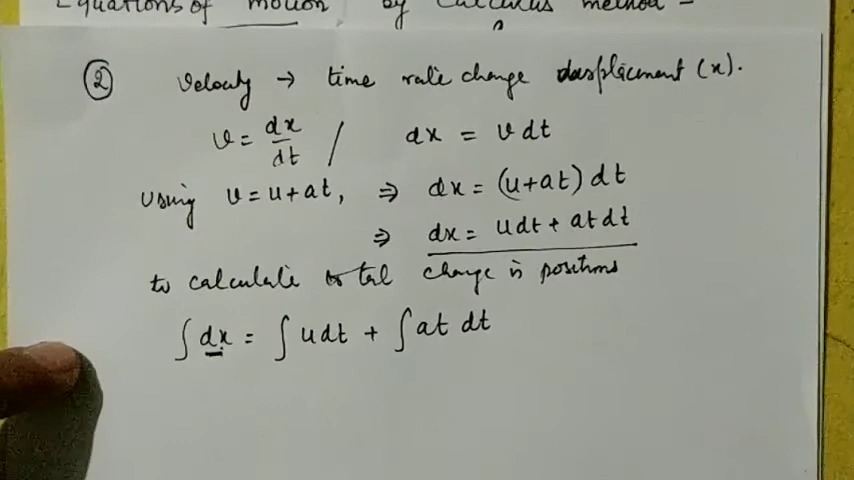 Equations of motion by Calculus method -
② Velocity → time rate change displacement (x).
v = dx/dt / dx = v dt
using v = u + at, ⇒ dx = (u + at) dt
⇒ dx = u dt + at dt
to calculate total change in positions
∫ dx = ∫ u dt + ∫ at dt